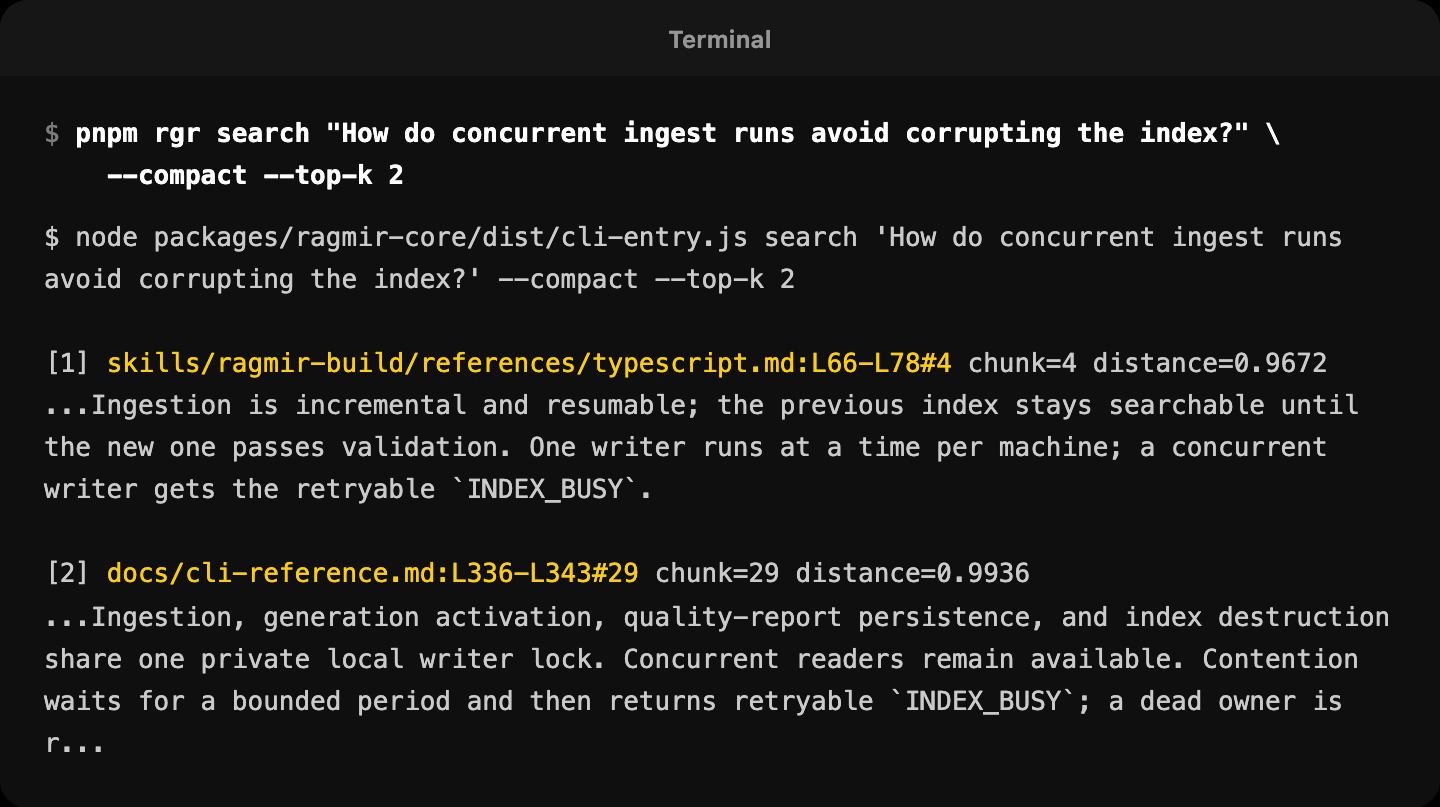 Terminal
$ pnpm rgr search "How do concurrent ingest runs avoid corrupting the index?" \
--compact --top-k 2
$ node packages/ragmir-core/dist/cli-entry.js search 'How do concurrent ingest runs
avoid corrupting the index?' --compact --top-k 2
[1] skills/ragmir-build/references/typescript.md:L66-L78#4 chunk=4 distance=0.9672
...Ingestion is incremental and resumable; the previous index stays searchable until
the new one passes validation. One writer runs at a time per machine; a concurrent
writer gets the retryable `INDEX_BUSY`.
[2] docs/cli-reference.md:L336-L343#29 chunk=29 distance=0.9936
...Ingestion, generation activation, quality-report persistence, and index destruction
share one private local writer lock. Concurrent readers remain available. Contention
waits for a bounded period and then returns retryable `INDEX_BUSY`; a dead owner is
r...